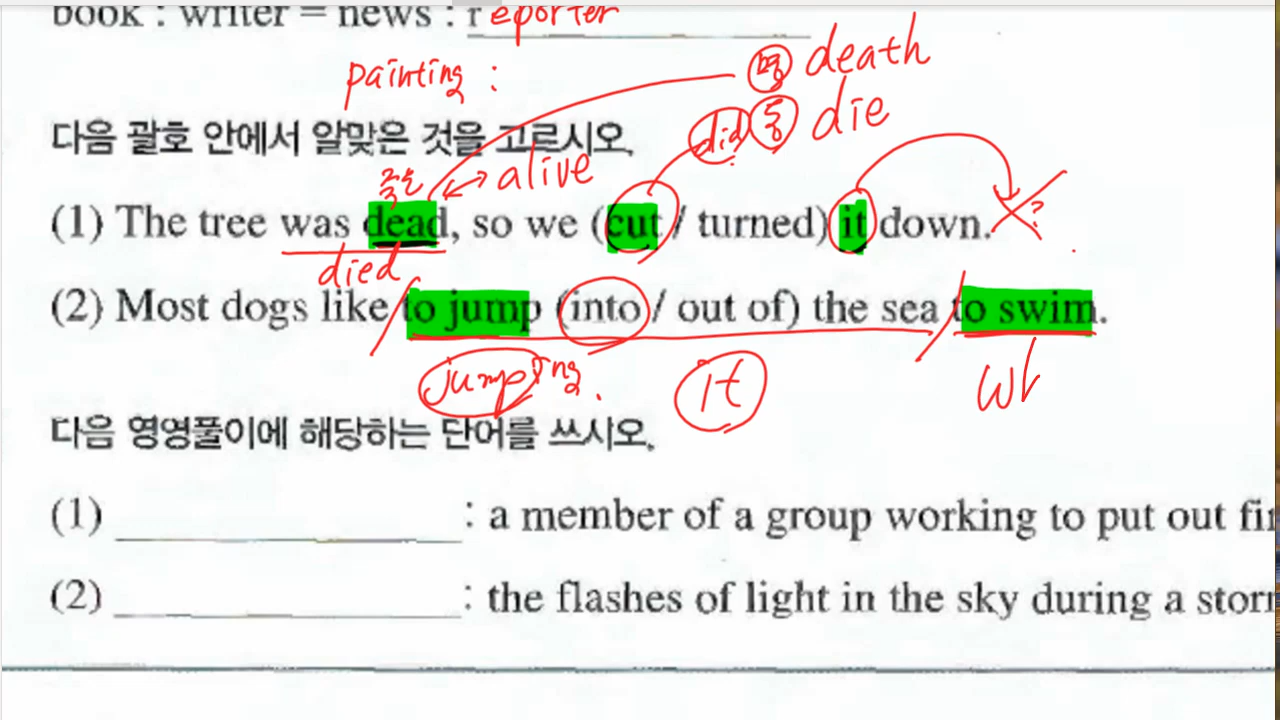 book : writer = news : reporter
painting :
명 death
다음 괄호 안에서 알맞은 것을 고르시오.
did 동 die
죽은 ↔ alive
(1) The tree was dead, so we (cut / turned) it down. ?
died
(2) Most dogs like / to jump (into / out of) the sea / to swim.
jumping. it
다음 영영풀이에 해당하는 단어를 쓰시오.
(1) : a member of a group working to put out
(2) : the flashes of light in the sky during a